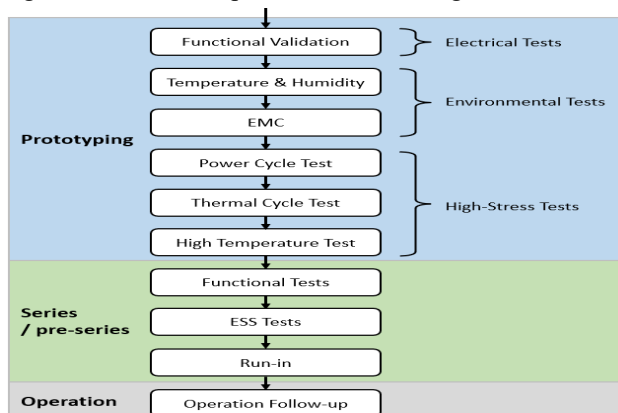 Functional Validation
Electrical Tests
Temperature & Humidity
Environmental Tests
EMC
Prototyping
Power Cycle Test
Thermal Cycle Test
High-Stress Tests
High Temperature Test
Functional Tests
Series
/ pre-series
ESS Tests
Run-in
Operation
Operation Follow-up